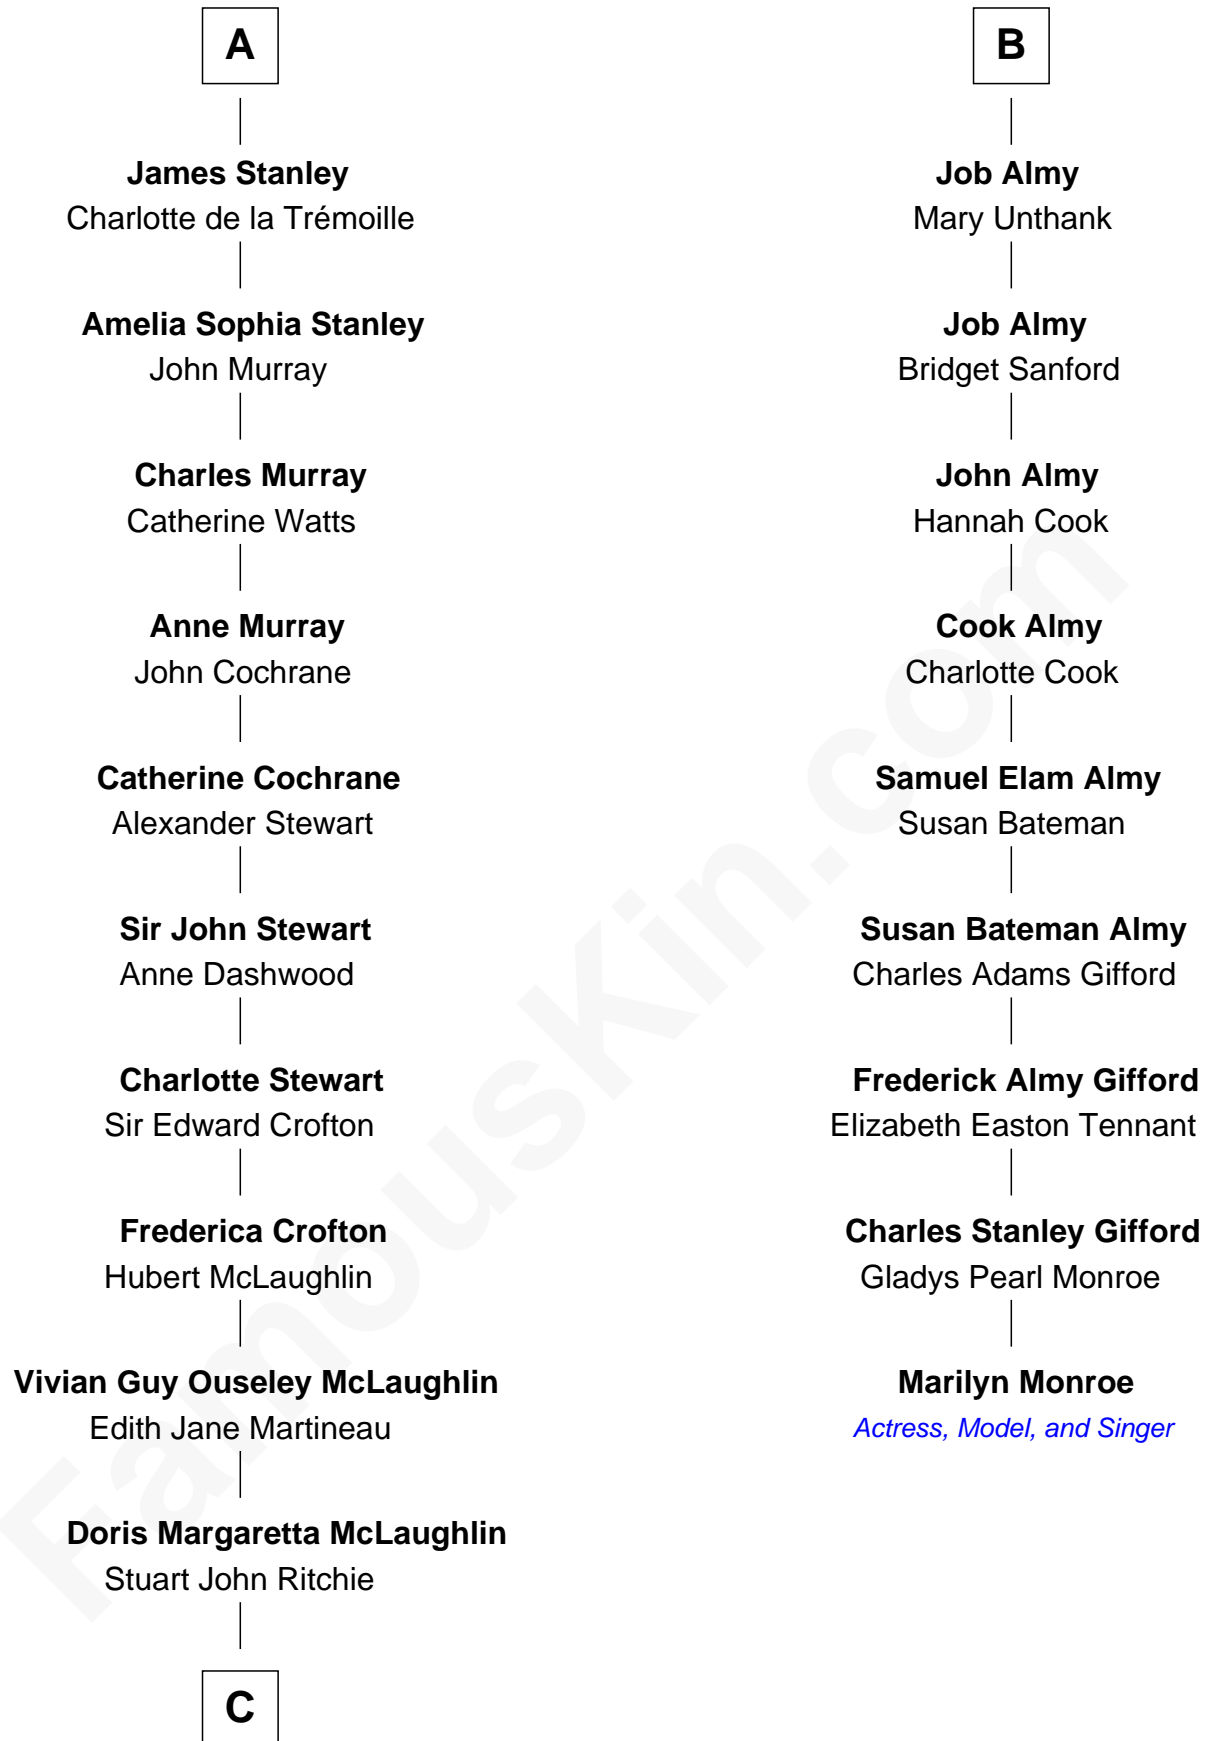 A
James Stanley
Charlotte de la Trémoille
Amelia Sophia Stanley
John Murray
Charles Murray
Catherine Watts
Anne Murray
John Cochrane
Catherine Cochrane
Alexander Stewart
Sir John Stewart
Anne Dashwood
Charlotte Stewart
Sir Edward Crofton
Frederica Crofton
Hubert McLaughlin
Vivian Guy Ouseley McLaughlin
Edith Jane Martineau
Doris Margaretta McLaughlin
Stuart John Ritchie
C
B
Job Almy
Mary Unthank
Job Almy
Bridget Sanford
John Almy
Hannah Cook
Cook Almy
Charlotte Cook
Samuel Elam Almy
Susan Bateman
Susan Bateman Almy
Charles Adams Gifford
Frederick Almy Gifford
Elizabeth Easton Tennant
Charles Stanley Gifford
Gladys Pearl Monroe
Marilyn Monroe
Actress, Model, and Singer
FamousKin.com